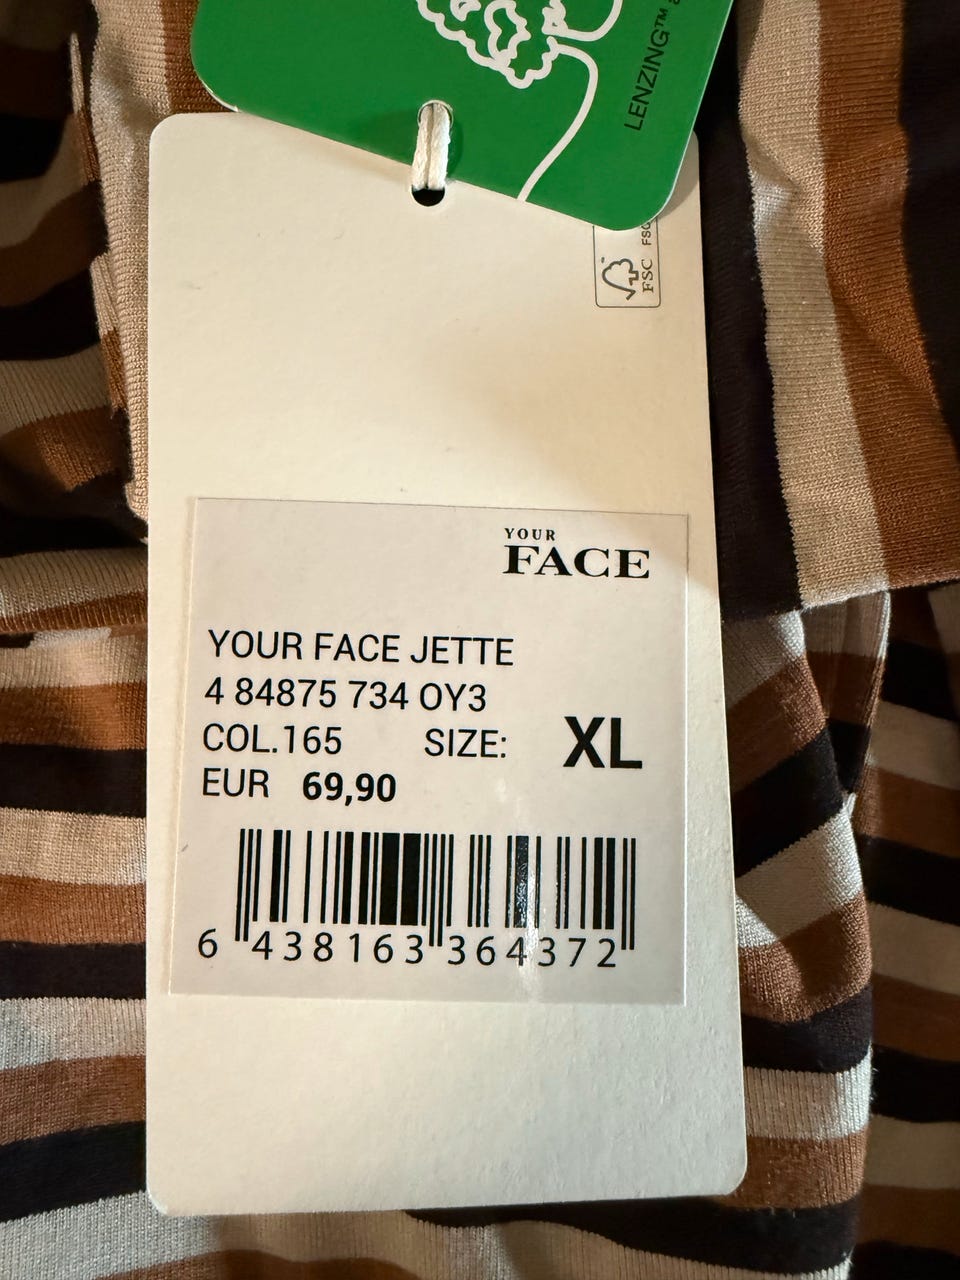 LENZING™
FSC
FSC
YOUR
FACE
YOUR FACE JETTE
4 84875 734 OY3
COL.165 SIZE: XL
EUR 69,90
6 438163 364372